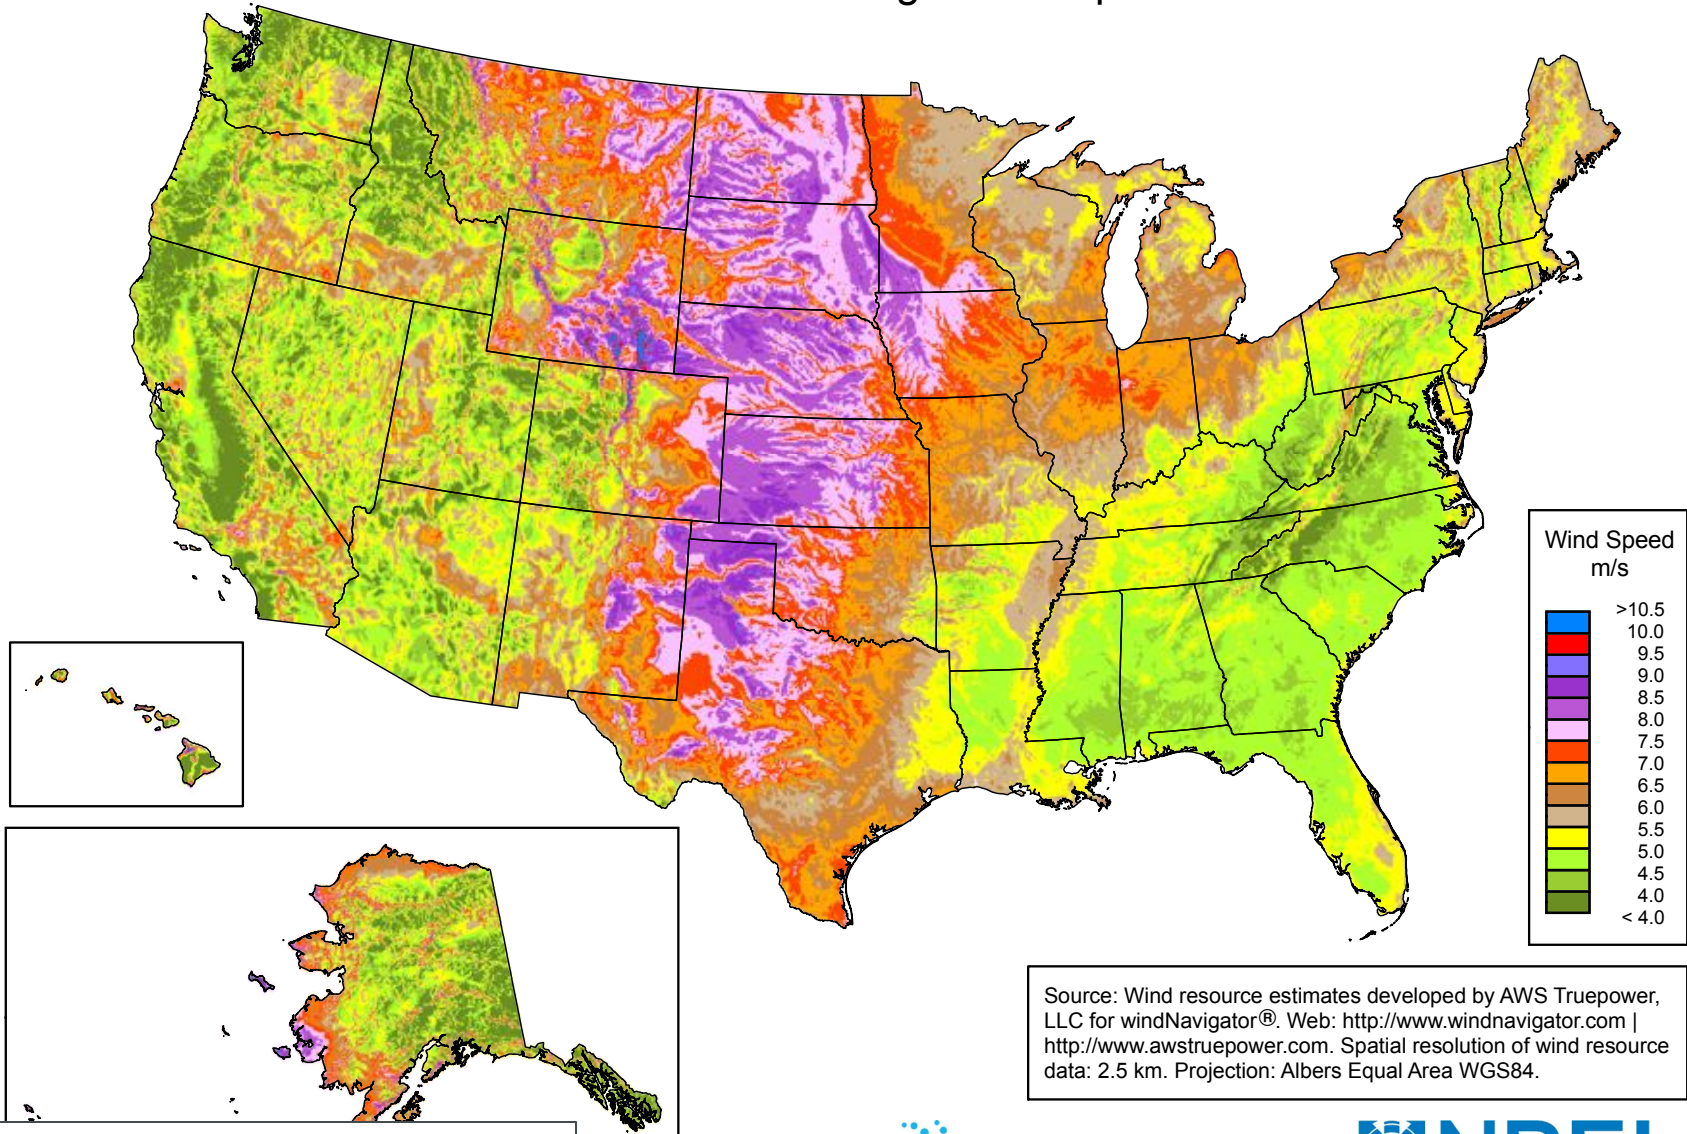 Wind Speed
m/s
>10.5
10.0
9.5
9.0
8.5
8.0
7.5
7.0
6.5
6.0
5.5
5.0
4.5
4.0
< 4.0
Source: Wind resource estimates developed by AWS Truepower,
LLC for windNavigator®. Web: http://www.windnavigator.com |
http://www.awstruepower.com. Spatial resolution of wind resource
data: 2.5 km. Projection: Albers Equal Area WGS84.
NREL